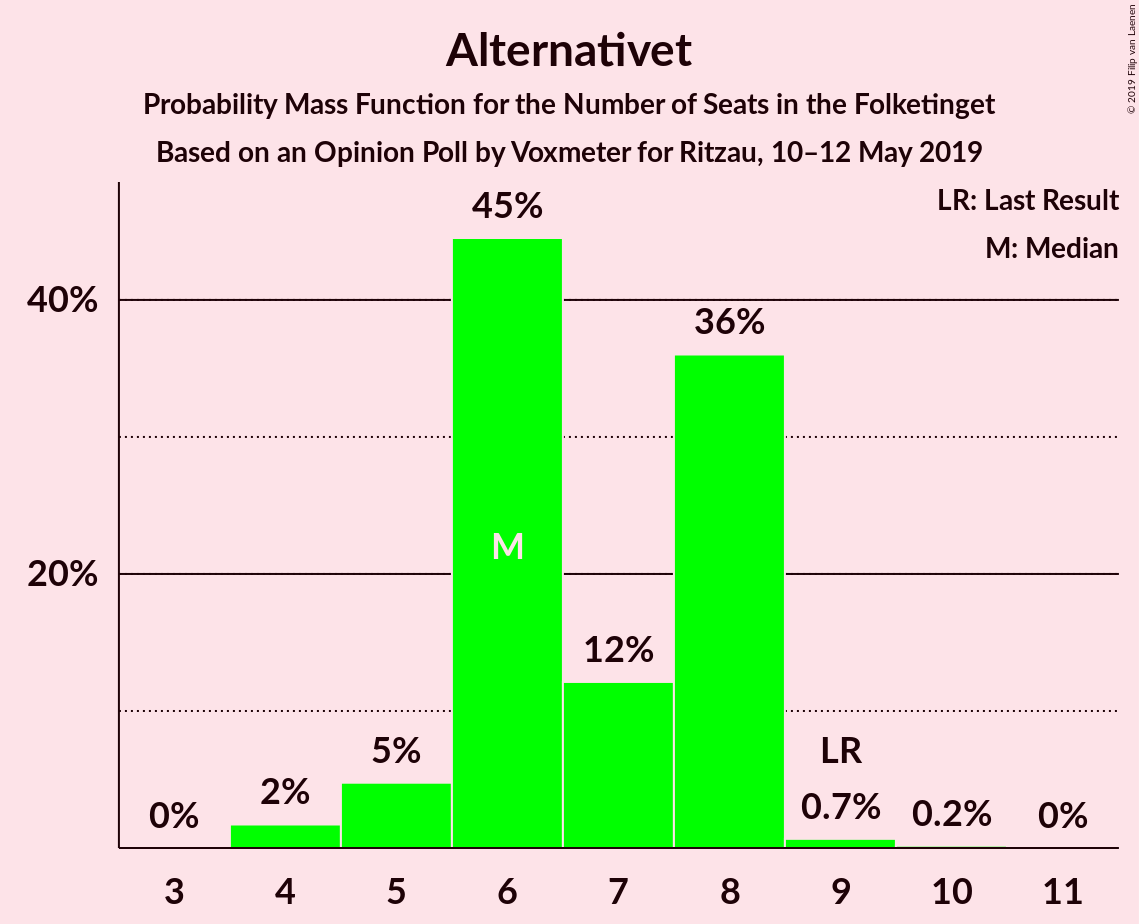 Alternativet
Probability Mass Function for the Number of Seats in the Folketinget
Based on an Opinion Poll by Voxmeter for Ritzau, 10–12 May 2019
© 2019 Filip van Laenen
LR: Last Result
M: Median
45%
40%
36%
M
20%
12%
5%
LR
2%
0.7%
0%
0.2%
0%
3 4 5 6 7 8 9 10 11